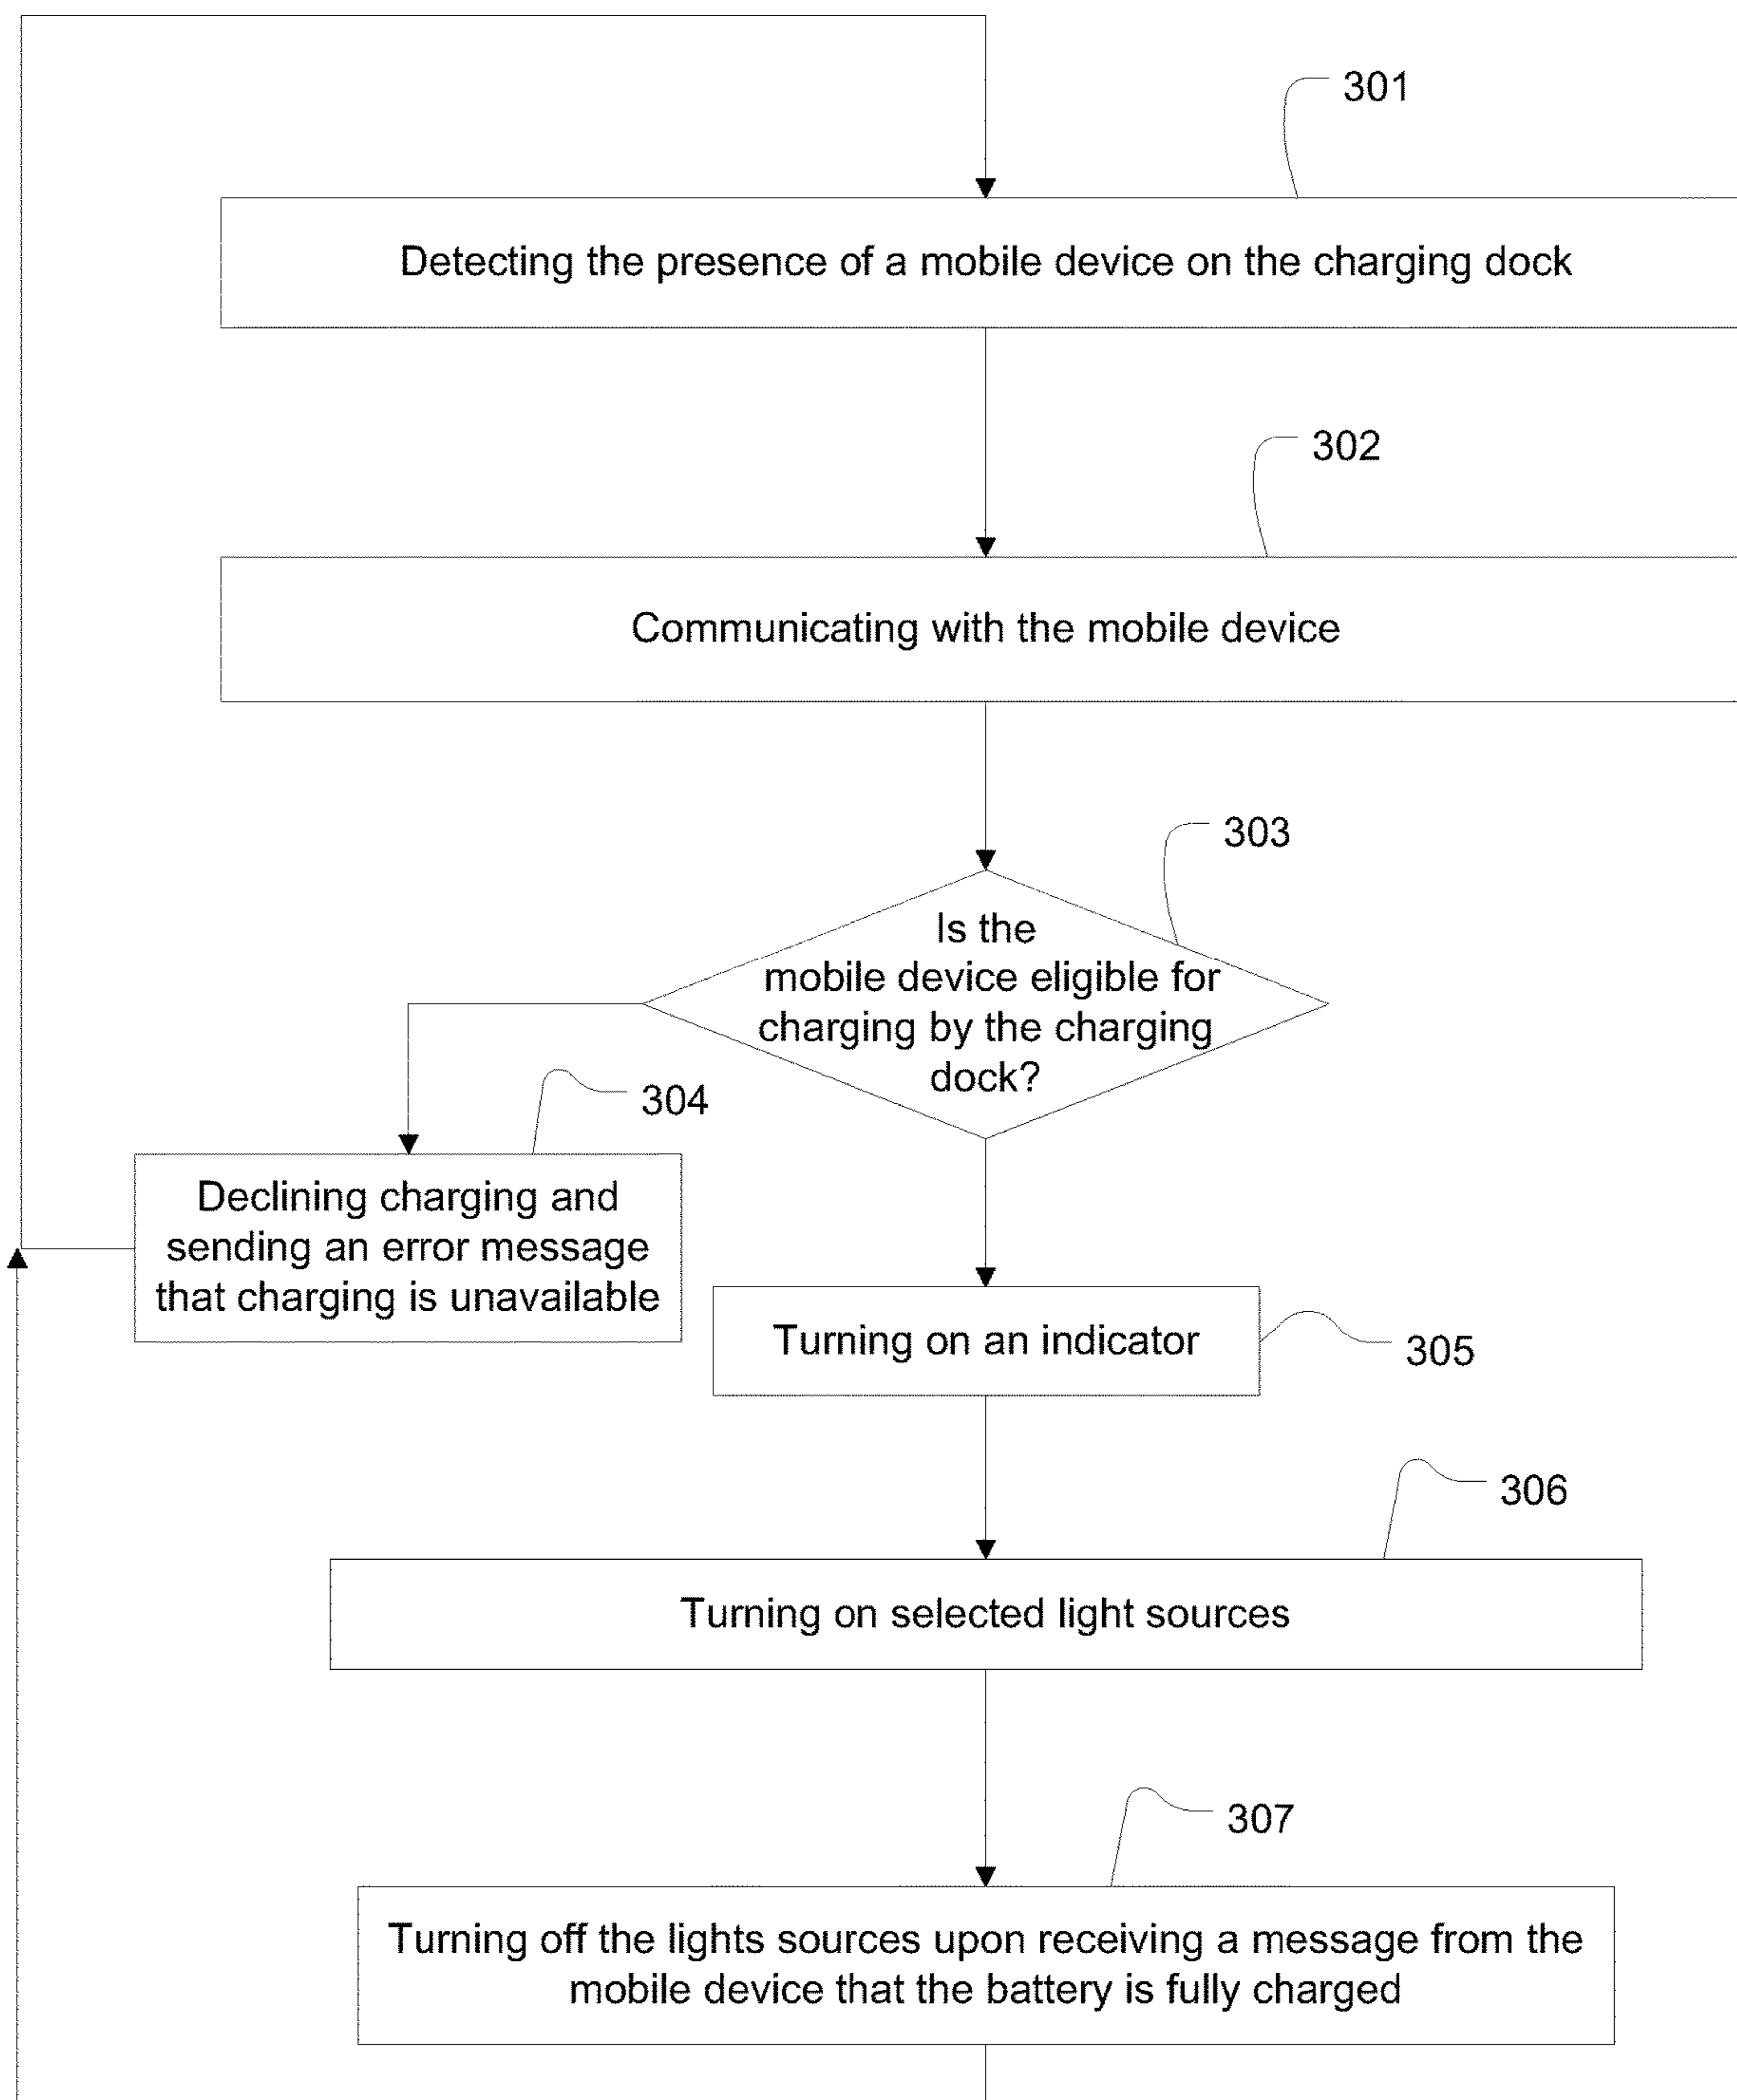 301
Detecting the presence of a mobile device on the charging dock
302
Communicating with the mobile device
303
Is the
mobile device eligible for
charging by the charging
dock?
304
Declining charging and
sending an error message
that charging is unavailable
Turning on an indicator
305
306
Turning on selected light sources
307
Turning off the lights sources upon receiving a message from the
mobile device that the battery is fully charged